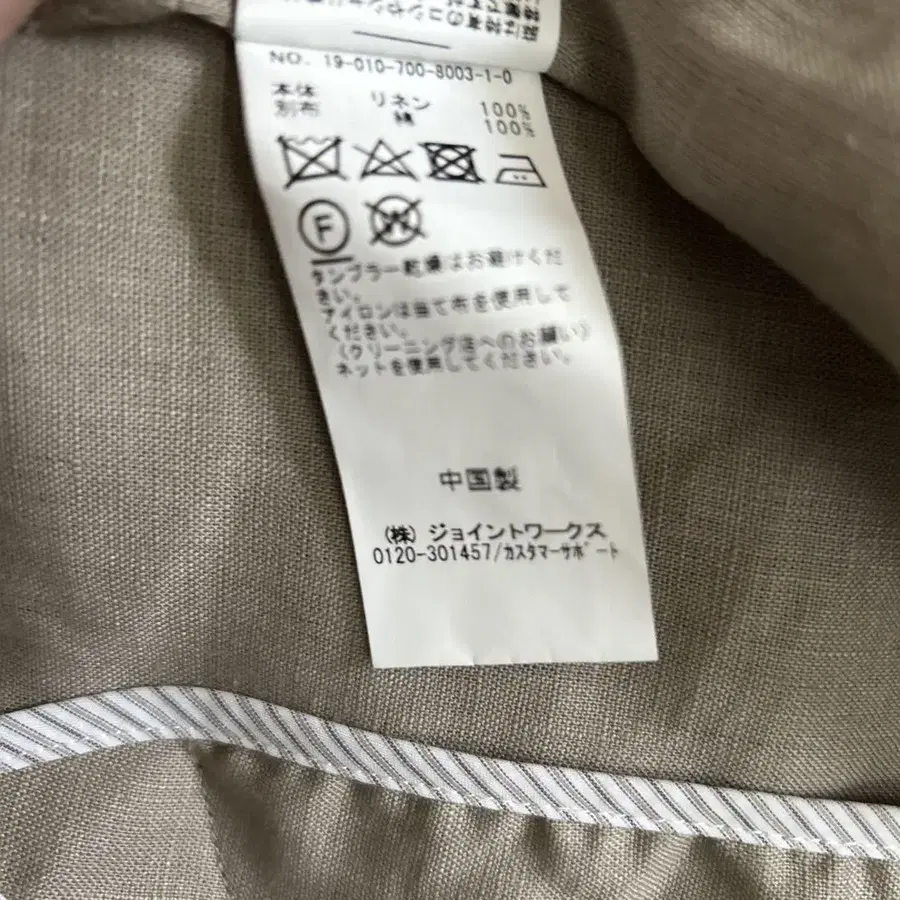 NO. 19-010-700-8003-1-0
本体 リネン 100%
別布 綿 100%
F
W
タンブラー乾燥はお避けくだ
さい。
アイロンは当て布を使用して
ください。
(クリーニング店へのお願い)
ネットを使用してください。
中国製
(株) ジョイントワークス
0120-301457/カスタマーサポート